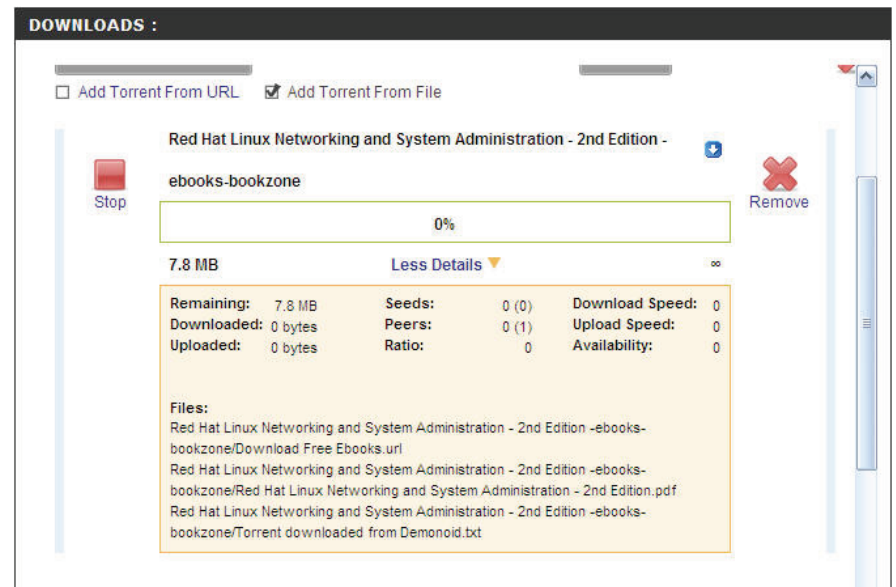 DOWNLOADS :
Add Torrent From URL Add Torrent From File
Red Hat Linux Networking and System Administration - 2nd Edition -
ebooks-bookzone
Stop
Remove
0%
7.8 MB Less Details ∞
Remaining: 7.8 MB Seeds: 0 (0) Download Speed: 0
Downloaded: 0 bytes Peers: 0 (1) Upload Speed: 0
Uploaded: 0 bytes Ratio: 0 Availability: 0
Files:
Red Hat Linux Networking and System Administration - 2nd Edition -ebooks-
bookzone/Download Free Ebooks.url
Red Hat Linux Networking and System Administration - 2nd Edition -ebooks-
bookzone/Red Hat Linux Networking and System Administration - 2nd Edition.pdf
Red Hat Linux Networking and System Administration - 2nd Edition -ebooks-
bookzone/Torrent downloaded from Demonoid.txt